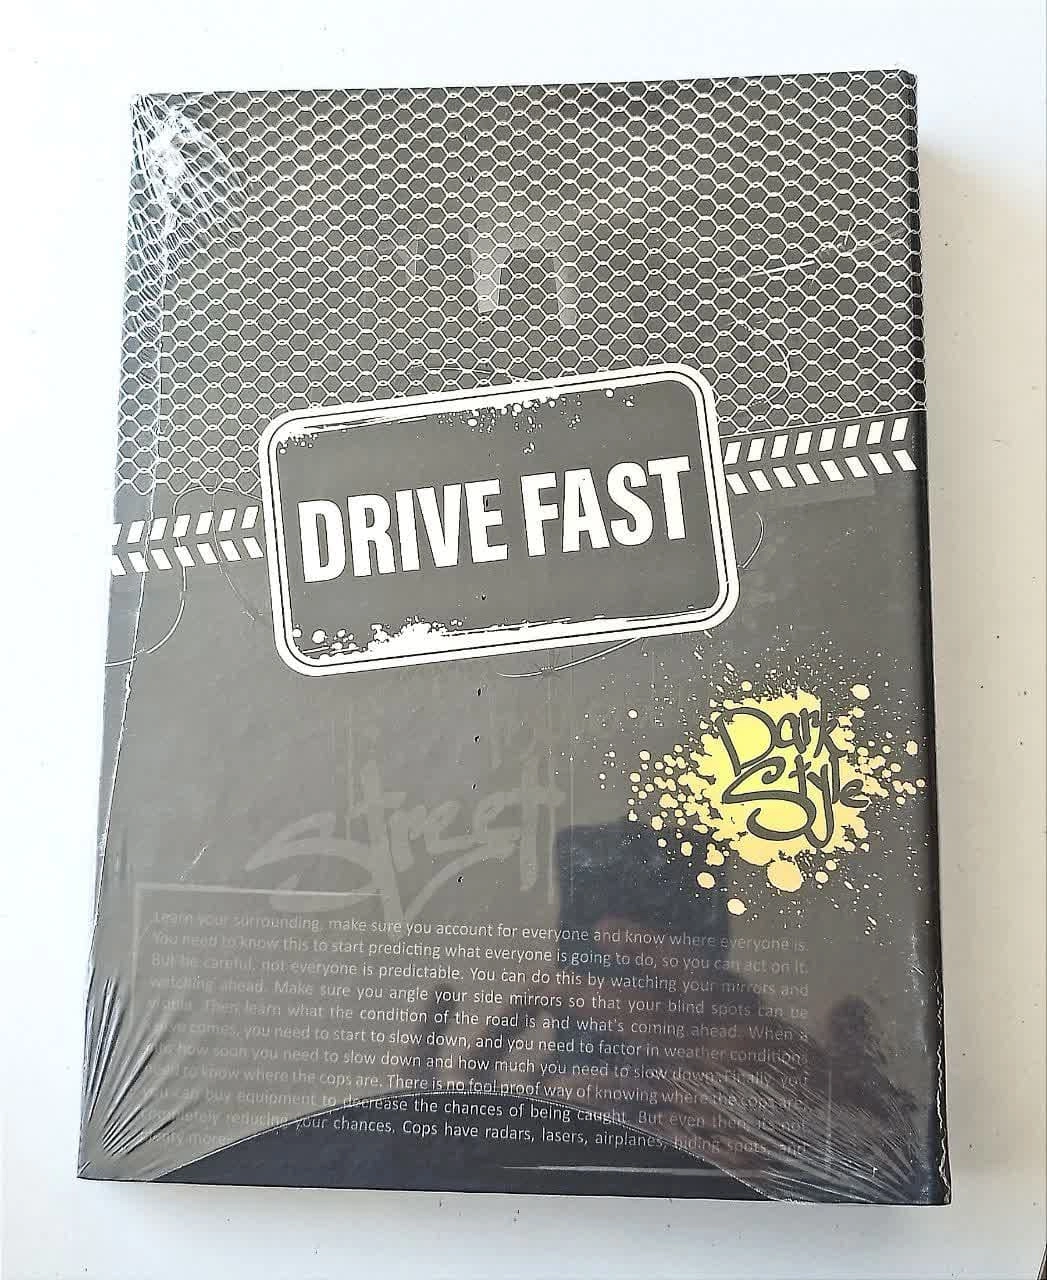 DRIVE FAST
Dark
Style
Street
Learn your surrounding, make sure you account for everyone and know where everyone is.
You need to know this to start predicting what everyone is going to do, so you can act on it.
But be careful, not everyone is predictable. You can do this by watching your mirrors and
watching ahead. Make sure you angle your side mirrors so that your blind spots can be
Then learn what the condition of the road is and what's coming ahead. When a
comes, you need to start to slow down, and you need to factor in weather conditions
how soon you need to slow down and how much you need to slow down. Finally, you
need to know where the cops are. There is no fool proof way of knowing where the cops are,
you can buy equipment to decrease the chances of being caught. But even then, its not
completely reducing your chances. Cops have radars, lasers, airplanes, hiding spots, and
plenty more